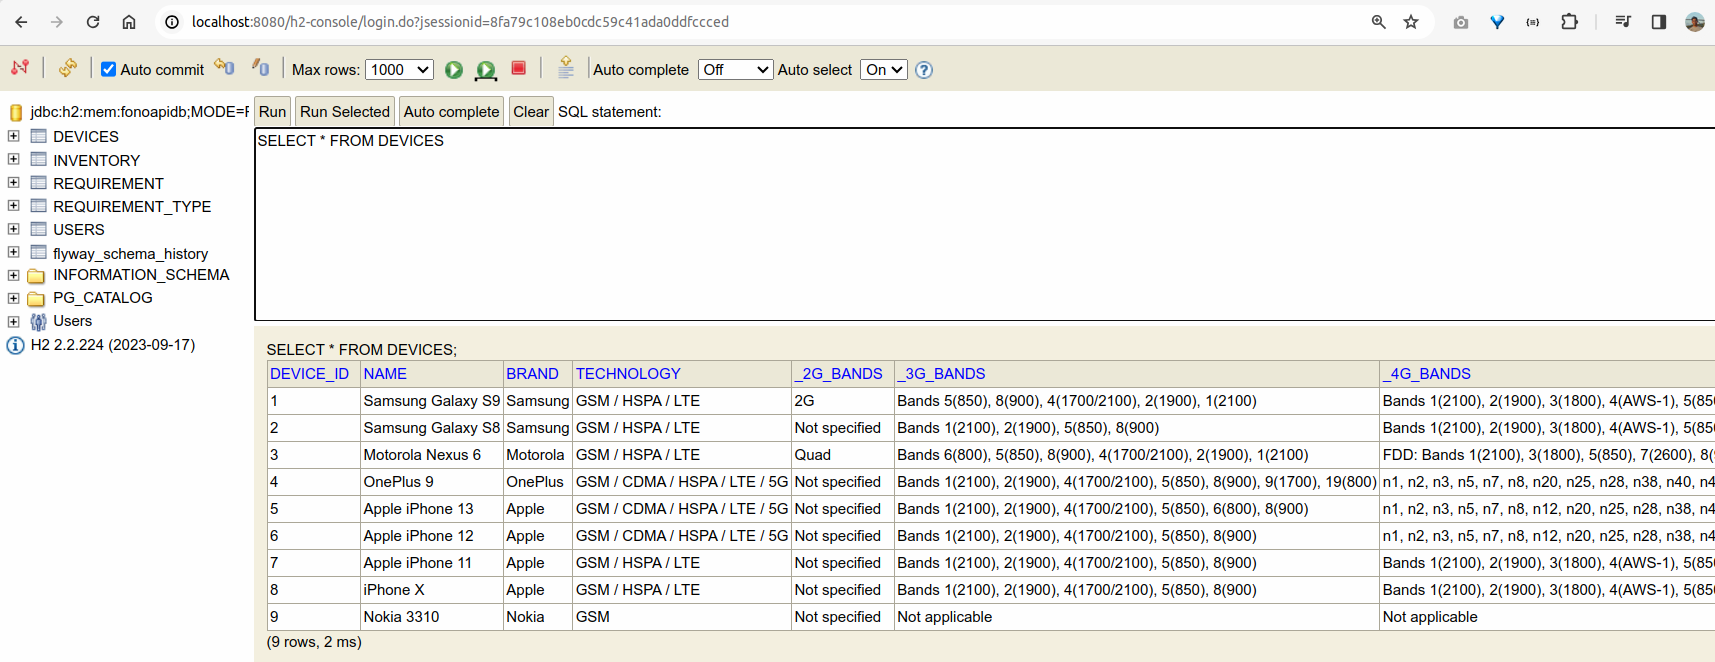 localhost:8080/h2-console/login.do?jsessionid=8fa79c108eb0cdc59c41ada0ddfccced
Auto commit Max rows: 1000 Auto complete Off Auto select On
jdbc:h2:mem:fonoapidb;MODE=
DEVICES
INVENTORY
REQUIREMENT
REQUIREMENT_TYPE
USERS
flyway_schema_history
INFORMATION_SCHEMA
PG_CATALOG
Users
H2 2.2.224 (2023-09-17)
Run Run Selected Auto complete Clear SQL statement:
SELECT * FROM DEVICES
SELECT * FROM DEVICES;
DEVICE_ID NAME BRAND TECHNOLOGY _2G_BANDS _3G_BANDS _4G_BANDS
1 Samsung Galaxy S9 Samsung GSM / HSPA / LTE 2G Bands 5(850), 8(900), 4(1700/2100), 2(1900), 1(2100) Bands 1(2100), 2(1900), 3(1800), 4(AWS-1), 5(85
2 Samsung Galaxy S8 Samsung GSM / HSPA / LTE Not specified Bands 1(2100), 2(1900), 5(850), 8(900) Bands 1(2100), 2(1900), 3(1800), 4(AWS-1), 5(85
3 Motorola Nexus 6 Motorola GSM / HSPA / LTE Quad Bands 6(800), 5(850), 8(900), 4(1700/2100), 2(1900), 1(2100) FDD: Bands 1(2100), 3(1800), 5(850), 7(2600), 8(
4 OnePlus 9 OnePlus GSM / CDMA / HSPA / LTE / 5G Not specified Bands 1(2100), 2(1900), 4(1700/2100), 5(850), 8(900), 9(1700), 19(800) n1, n2, n3, n5, n7, n8, n20, n25, n28, n38, n40, n4
5 Apple iPhone 13 Apple GSM / CDMA / HSPA / LTE / 5G Not specified Bands 1(2100), 2(1900), 4(1700/2100), 5(850), 6(800), 8(900) n1, n2, n3, n5, n7, n8, n12, n20, n25, n28, n38, n4
6 Apple iPhone 12 Apple GSM / CDMA / HSPA / LTE / 5G Not specified Bands 1(2100), 2(1900), 4(1700/2100), 5(850), 8(900) n1, n2, n3, n5, n7, n8, n12, n20, n25, n28, n38, n4
7 Apple iPhone 11 Apple GSM / HSPA / LTE Not specified Bands 1(2100), 2(1900), 4(1700/2100), 5(850), 8(900) Bands 1(2100), 2(1900), 3(1800), 4(AWS-1), 5(85
8 iPhone X Apple GSM / HSPA / LTE Not specified Bands 1(2100), 2(1900), 4(1700/2100), 5(850), 8(900) Bands 1(2100), 2(1900), 3(1800), 4(AWS-1), 5(85
9 Nokia 3310 Nokia GSM Not specified Not applicable Not applicable
(9 rows, 2 ms)